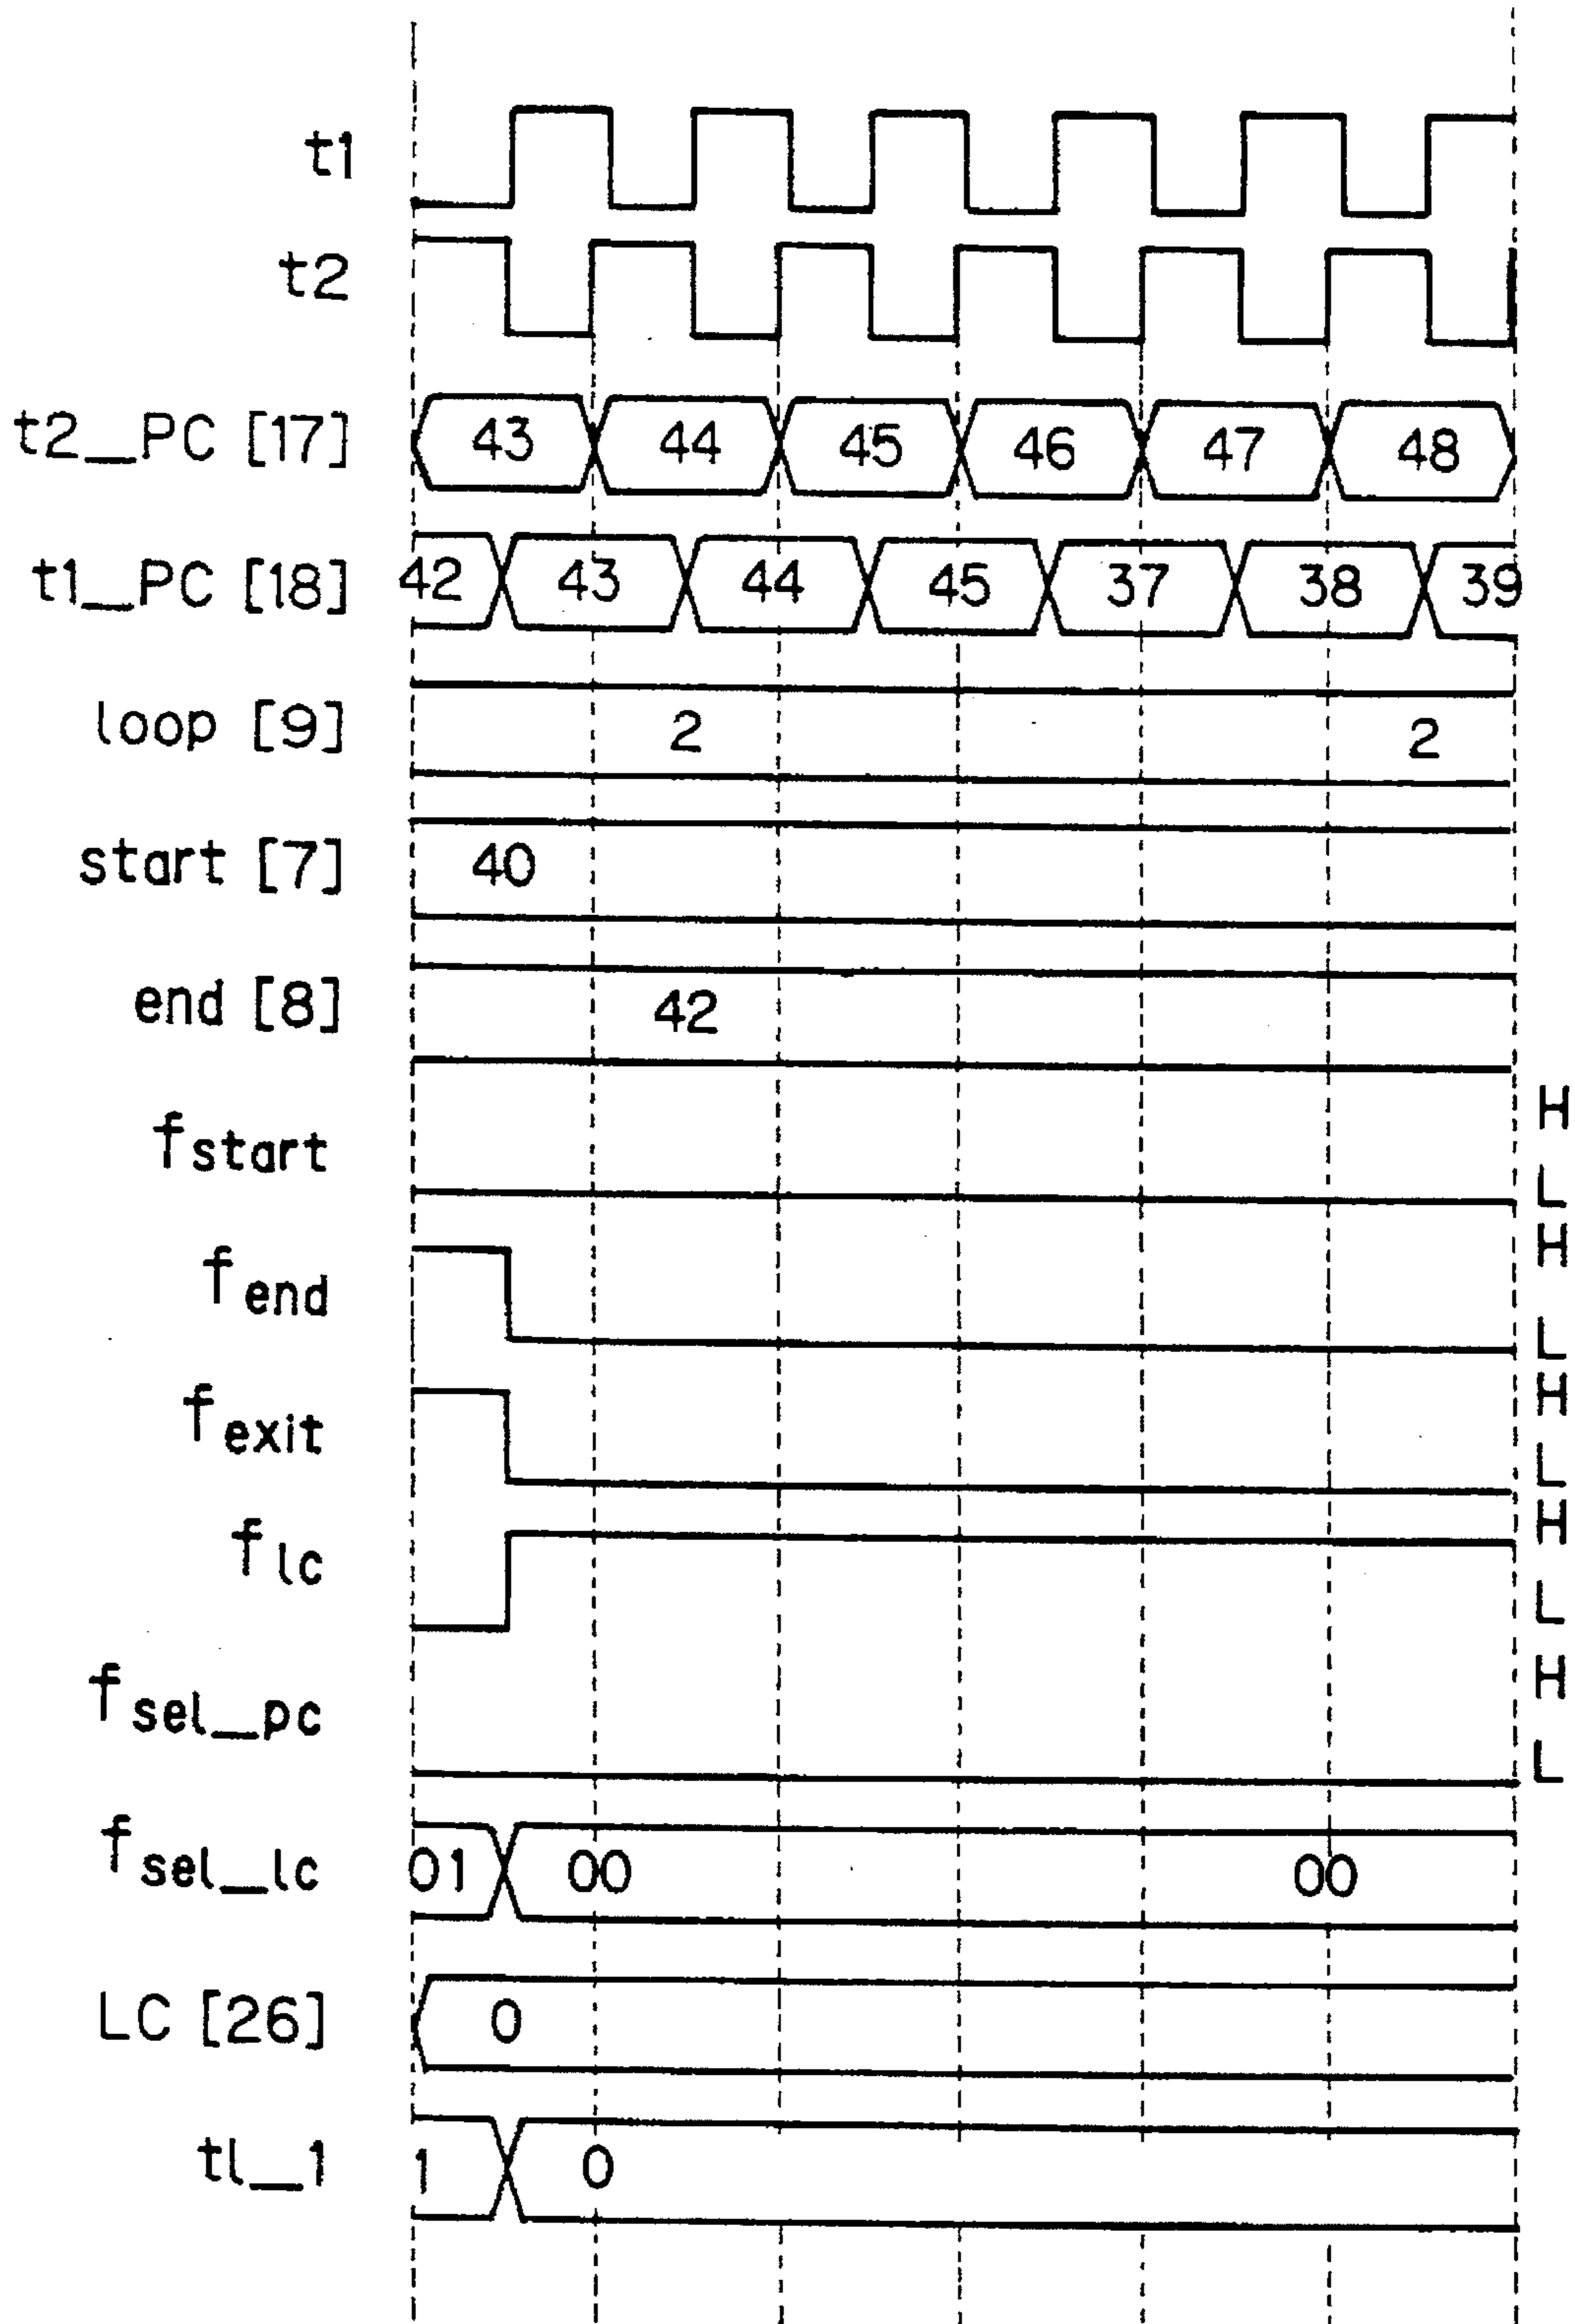 t1
t2
t2_PC [17] 43 44 45 46 47 48
t1_PC [18] 42 43 44 45 37 38 39
loop [9] 2 2
start [7] 40
end [8] 42
fstart H L
fend H L
fexit H L
flc H L
fsel_pc H L
fsel_lc 01 00 00
LC [26] 0
tl_1 1 0